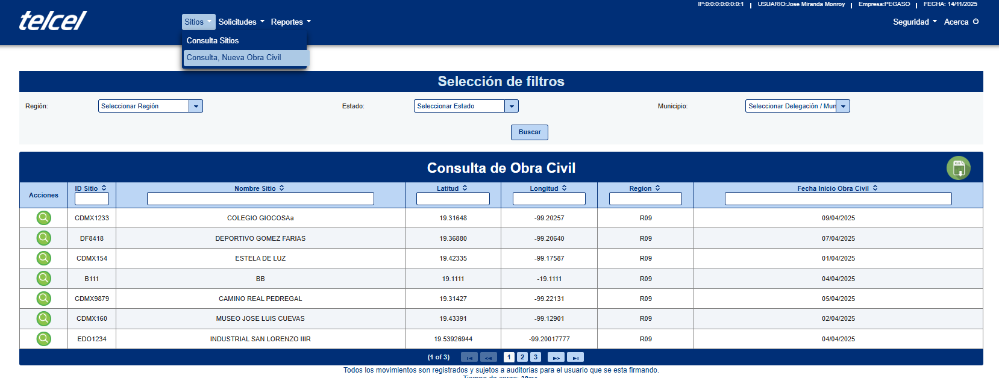 IP:0:0:0:0:0:0:0:1 | USUARIO:Jose Miranda Monroy | Empresa:PEGASO | FECHA: 14/11/2025
telcel
Sitios Solicitudes Reportes Seguridad Acerca
Consulta Sitios
Consulta, Nueva Obra Civil
Selección de filtros
Región: Seleccionar Región Estado: Seleccionar Estado Municipio: Seleccionar Delegación / Mun
Buscar
Consulta de Obra Civil
Acciones ID Sitio Nombre Sitio Latitud Longitud Region Fecha Inicio Obra Civil
CDMX1233 COLEGIO GIOCOSAa 19.31648 -99.20257 R09 09/04/2025
DF8418 DEPORTIVO GOMEZ FARIAS 19.36880 -99.20640 R09 07/04/2025
CDMX154 ESTELA DE LUZ 19.42335 -99.17587 R09 01/04/2025
B111 BB 19.1111 -19.1111 R09 04/04/2025
CDMX9879 CAMINO REAL PEDREGAL 19.31427 -99.22131 R09 05/04/2025
CDMX160 MUSEO JOSE LUIS CUEVAS 19.43391 -99.12901 R09 02/04/2025
EDO1234 INDUSTRIAL SAN LORENZO IIIR 19.53926944 -99.20017777 R09 04/04/2025
(1 of 3) 1 2 3
Todos los movimientos son registrados y sujetos a auditorias para el usuario que se esta firmando.
Tiempo de carga: 38ms